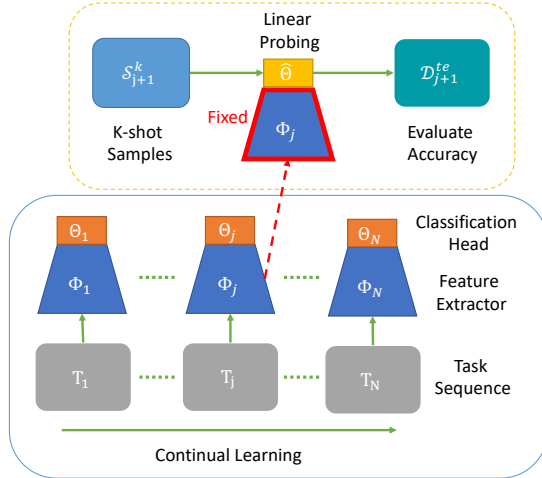 Linear
Probing
S^k_{j+1}
Θ̂
D^{te}_{j+1}
Fixed
Φ_j
K-shot
Samples
Evaluate
Accuracy
Θ_1
Θ_j
Θ_N
Classification
Head
Φ_1
Φ_j
Φ_N
Feature
Extractor
T_1
T_j
T_N
Task
Sequence
Continual Learning